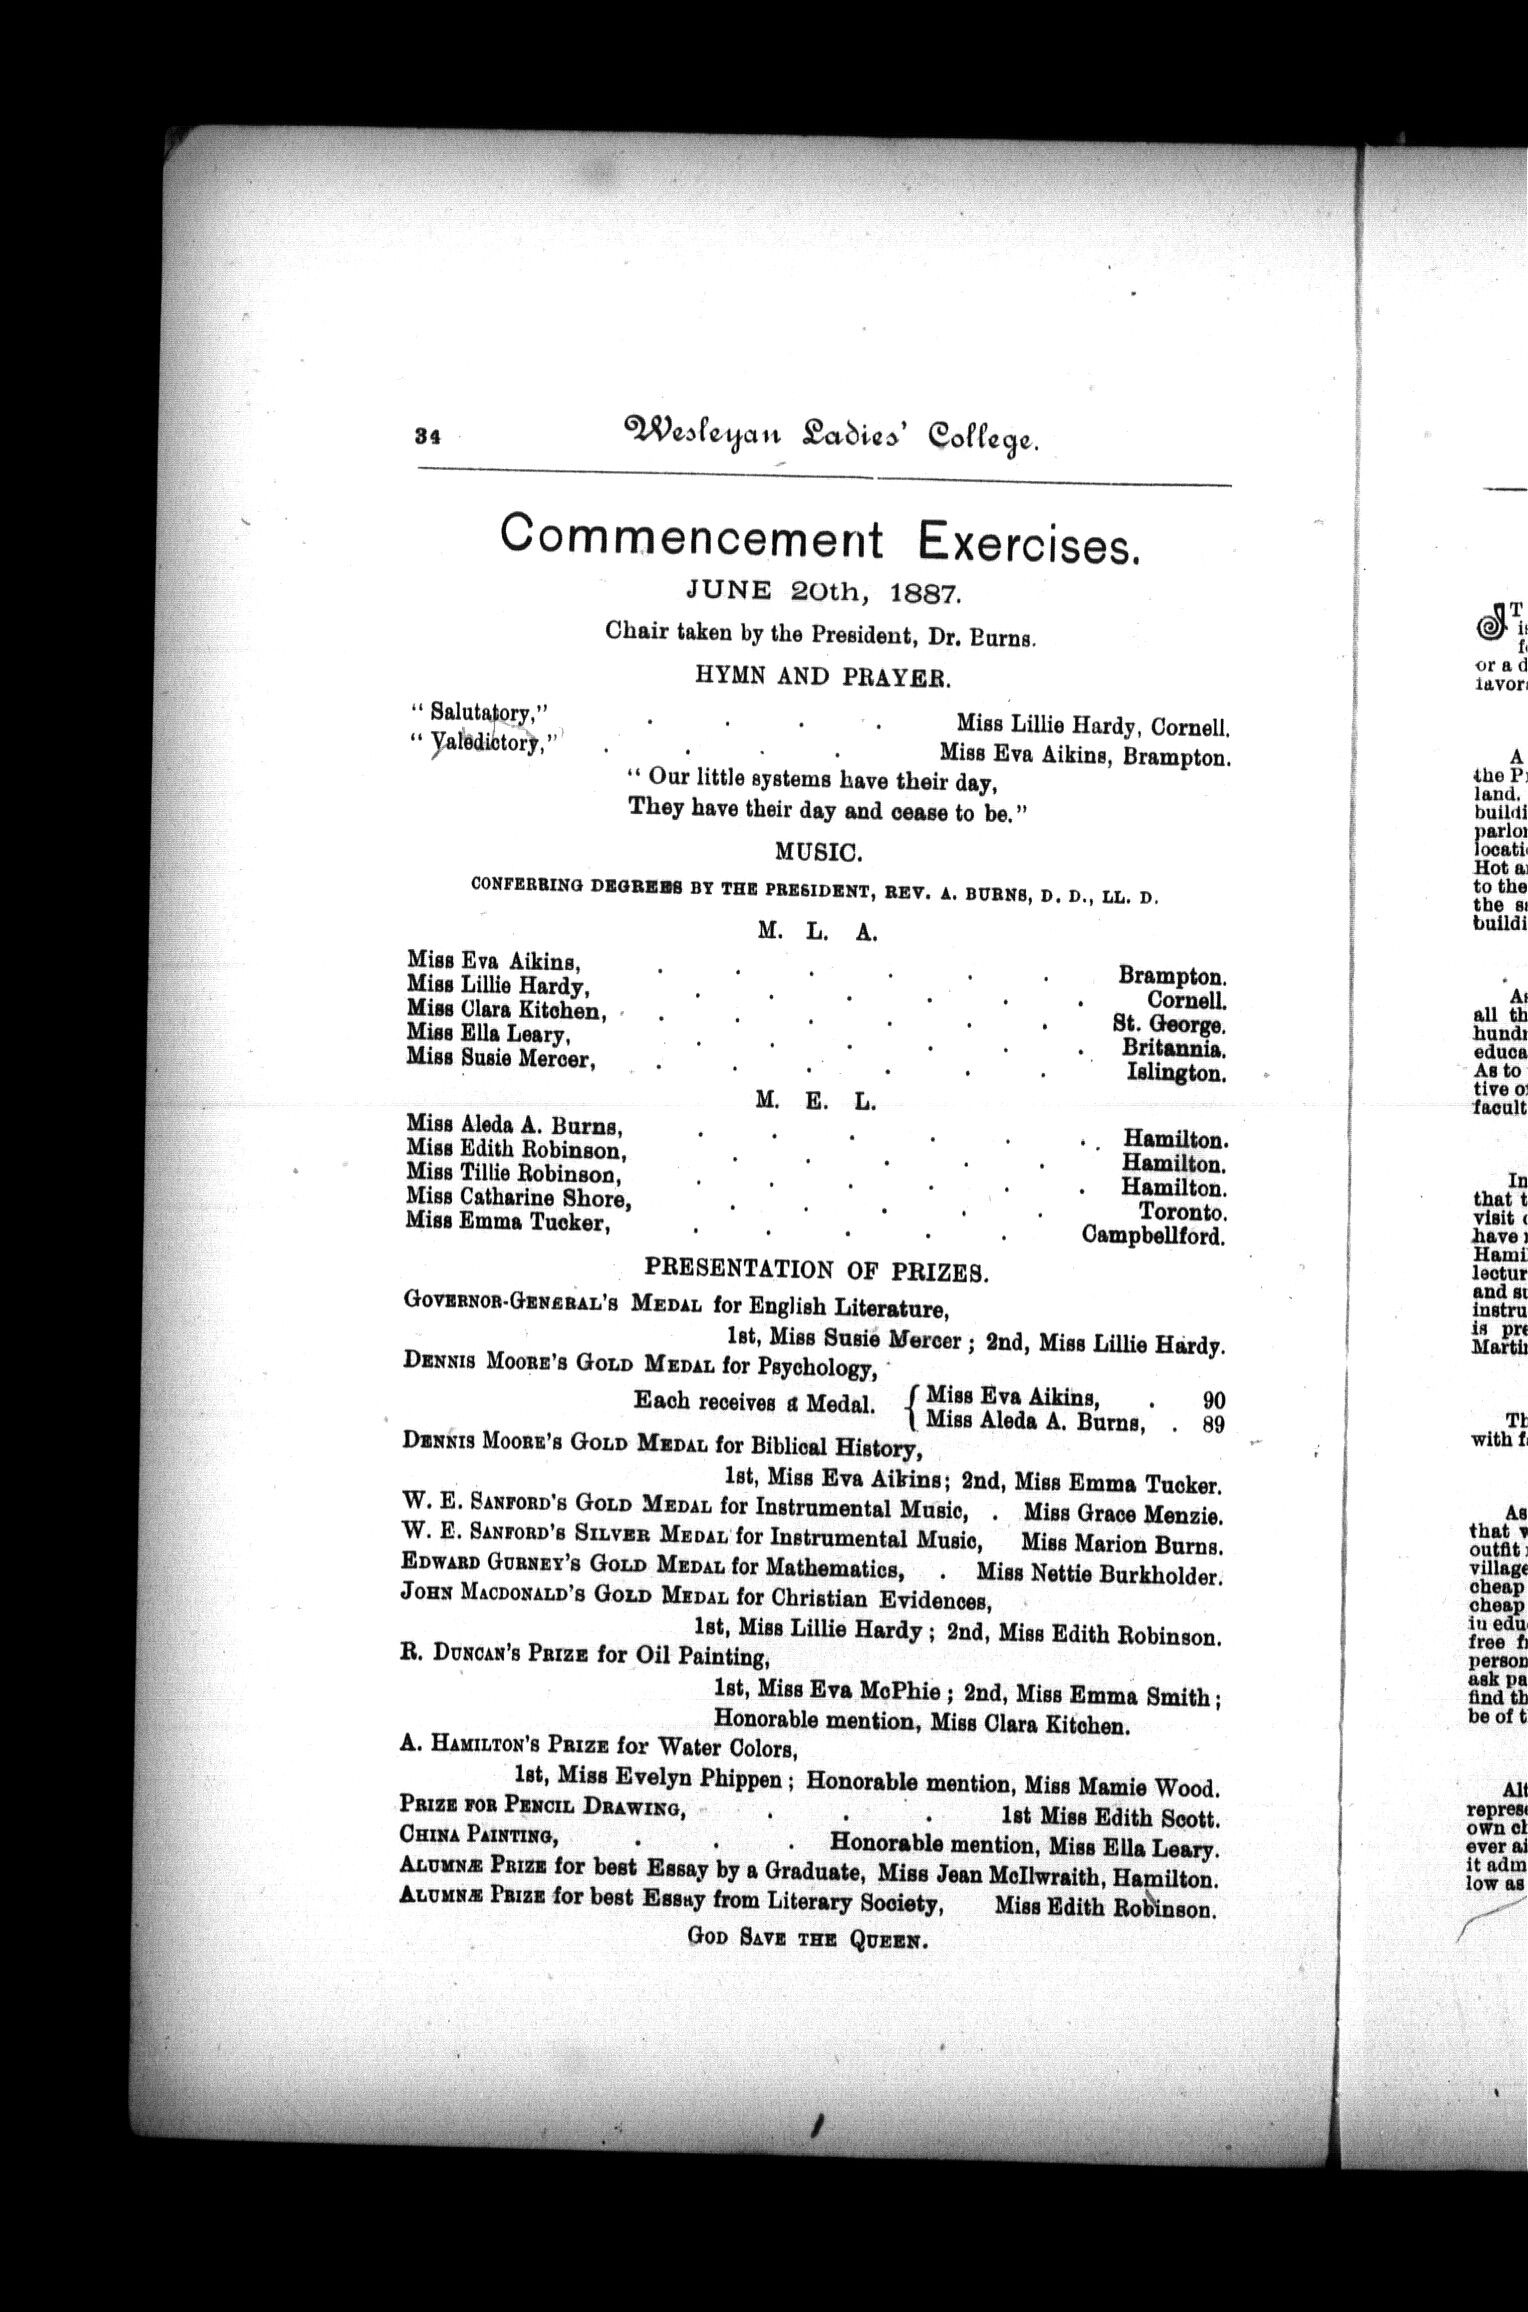 34 Wesleyan Ladies' College.
Commencement Exercises.
JUNE 20th, 1887.
Chair taken by the President, Dr. Burns.
HYMN AND PRAYER.
" Salutatory," . . . . Miss Lillie Hardy, Cornell.
" Valedictory," . . . . Miss Eva Aikins, Brampton.
" Our little systems have their day,
They have their day and cease to be."
MUSIC.
CONFERRING DEGREES BY THE PRESIDENT, REV. A. BURNS, D. D., LL. D.
M. L. A.
Miss Eva Aikins, . . . . . . Brampton.
Miss Lillie Hardy, . . . . . . Cornell.
Miss Clara Kitchen, . . . . . . St. George.
Miss Ella Leary, . . . . . . Britannia.
Miss Susie Mercer, . . . . . . Islington.
M. E. L.
Miss Aleda A. Burns, . . . . . . Hamilton.
Miss Edith Robinson, . . . . . Hamilton.
Miss Tillie Robinson, . . . . . . Hamilton.
Miss Catharine Shore, . . . . . Toronto.
Miss Emma Tucker, . . . . . Campbellford.
PRESENTATION OF PRIZES.
GOVERNOR-GENERAL'S MEDAL for English Literature,
1st, Miss Susie Mercer ; 2nd, Miss Lillie Hardy.
DENNIS MOORE'S GOLD MEDAL for Psychology,
Each receives a Medal. { Miss Eva Aikins, . 90
Miss Aleda A. Burns, . 89
DENNIS MOORE'S GOLD MEDAL for Biblical History,
1st, Miss Eva Aikins; 2nd, Miss Emma Tucker.
W. E. SANFORD'S GOLD MEDAL for Instrumental Music, . Miss Grace Menzie.
W. E. SANFORD'S SILVER MEDAL for Instrumental Music, Miss Marion Burns.
EDWARD GURNEY'S GOLD MEDAL for Mathematics, . Miss Nettie Burkholder.
JOHN MACDONALD'S GOLD MEDAL for Christian Evidences,
1st, Miss Lillie Hardy ; 2nd, Miss Edith Robinson.
R. DUNCAN'S PRIZE for Oil Painting,
1st, Miss Eva McPhie ; 2nd, Miss Emma Smith ;
Honorable mention, Miss Clara Kitchen.
A. HAMILTON'S PRIZE for Water Colors,
1st, Miss Evelyn Phippen ; Honorable mention, Miss Mamie Wood.
PRIZE FOR PENCIL DRAWING, . . . 1st Miss Edith Scott.
CHINA PAINTING, . . . Honorable mention, Miss Ella Leary.
ALUMNÆ PRIZE for best Essay by a Graduate, Miss Jean McIlwraith, Hamilton.
ALUMNÆ PRIZE for best Essay from Literary Society, Miss Edith Robinson.
GOD SAVE THE QUEEN.